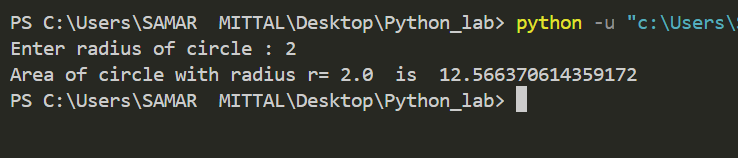 PS C:\Users\SAMAR  MITTAL\Desktop\Python_lab> python -u "c:\Users\
Enter radius of circle : 2
Area of circle with radius r= 2.0  is  12.566370614359172
PS C:\Users\SAMAR  MITTAL\Desktop\Python_lab>